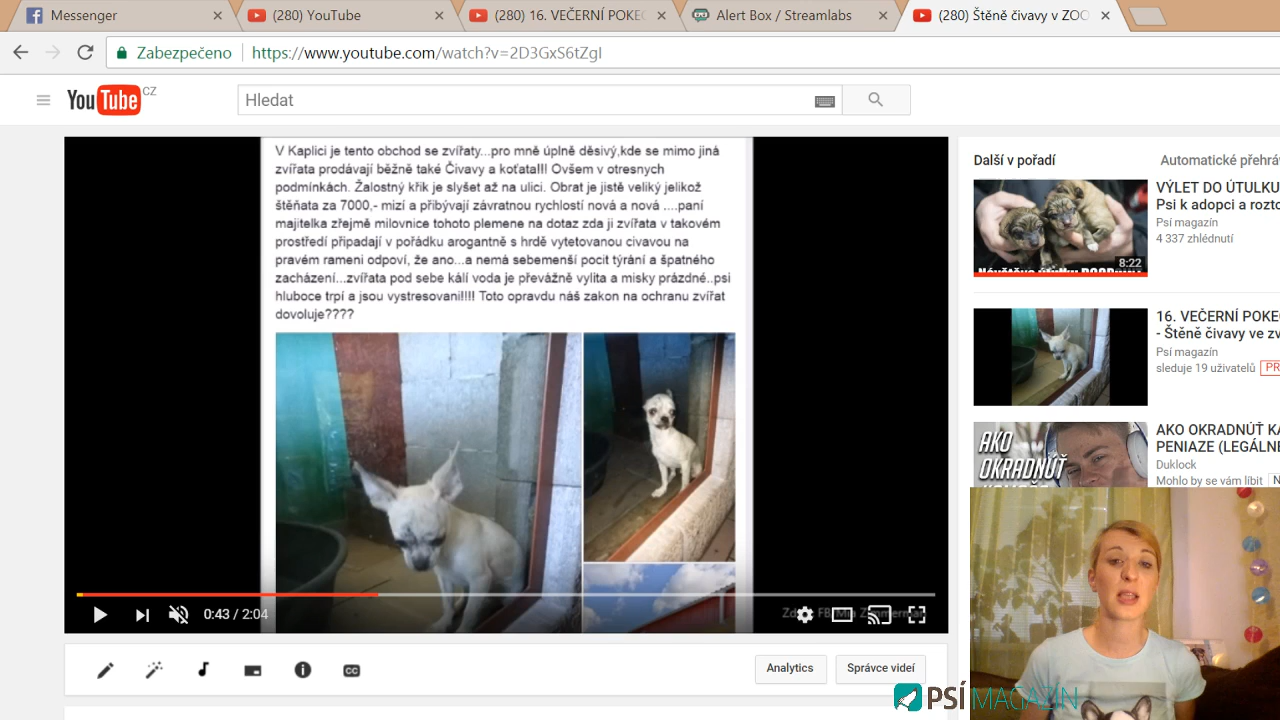 Messenger
(280) YouTube
(280) 16. VEČERNÍ POKEC
Alert Box / Streamlabs
(280) Štěně čivavy v ZOO
Zabezpečeno
https://www.youtube.com/watch?v=2D3GxS6tZgI
YouTube CZ
Hledat
V Kaplici je tento obchod se zvířaty...pro mně úplně děsivý,kde se mimo jiná
zvířata prodávají běžně také Čivavy a koťata!!! Ovšem v otresnych
podmínkách. Žalostný křik je slyšet až na ulici. Obrat je jistě veliký jelikož
štěňata za 7000,- mizí a přibývají závratnou rychlostí nová a nová ....paní
majitelka zřejmě milovnice tohoto plemene na dotaz zda ji zvířata v takovém
prostředí připadají v pořádku arogantně s hrdě vytetovanou civavou na
pravém rameni odpoví, že ano...a nemá sebemenší pocit týrání a špatného
zacházení...zvířata pod sebe kálí voda je převážně vylita a misky prázdné..psi
hluboce trpí a jsou vystresovani!!!! Toto opravdu náš zakon na ochranu zvířat
dovoluje????
0:43 / 2:04
Analytics
Správce videí
Další v pořadí
Automatické přehrá
VÝLET DO ÚTULKU
Psi k adopci a rozto
Psí magazín
4 337 zhlédnutí
8:22
16. VEČERNÍ POKEC
- Štěně čivavy ve zv
Psí magazín
sleduje 19 uživatelů
PŘ
AKO OKRADNÚŤ KA
PENIAZE (LEGÁLNE
Duklock
Mohlo by se vám líbit
N
AKO
OKRADNÚŤ
CC
PSÍ MAGAZÍN